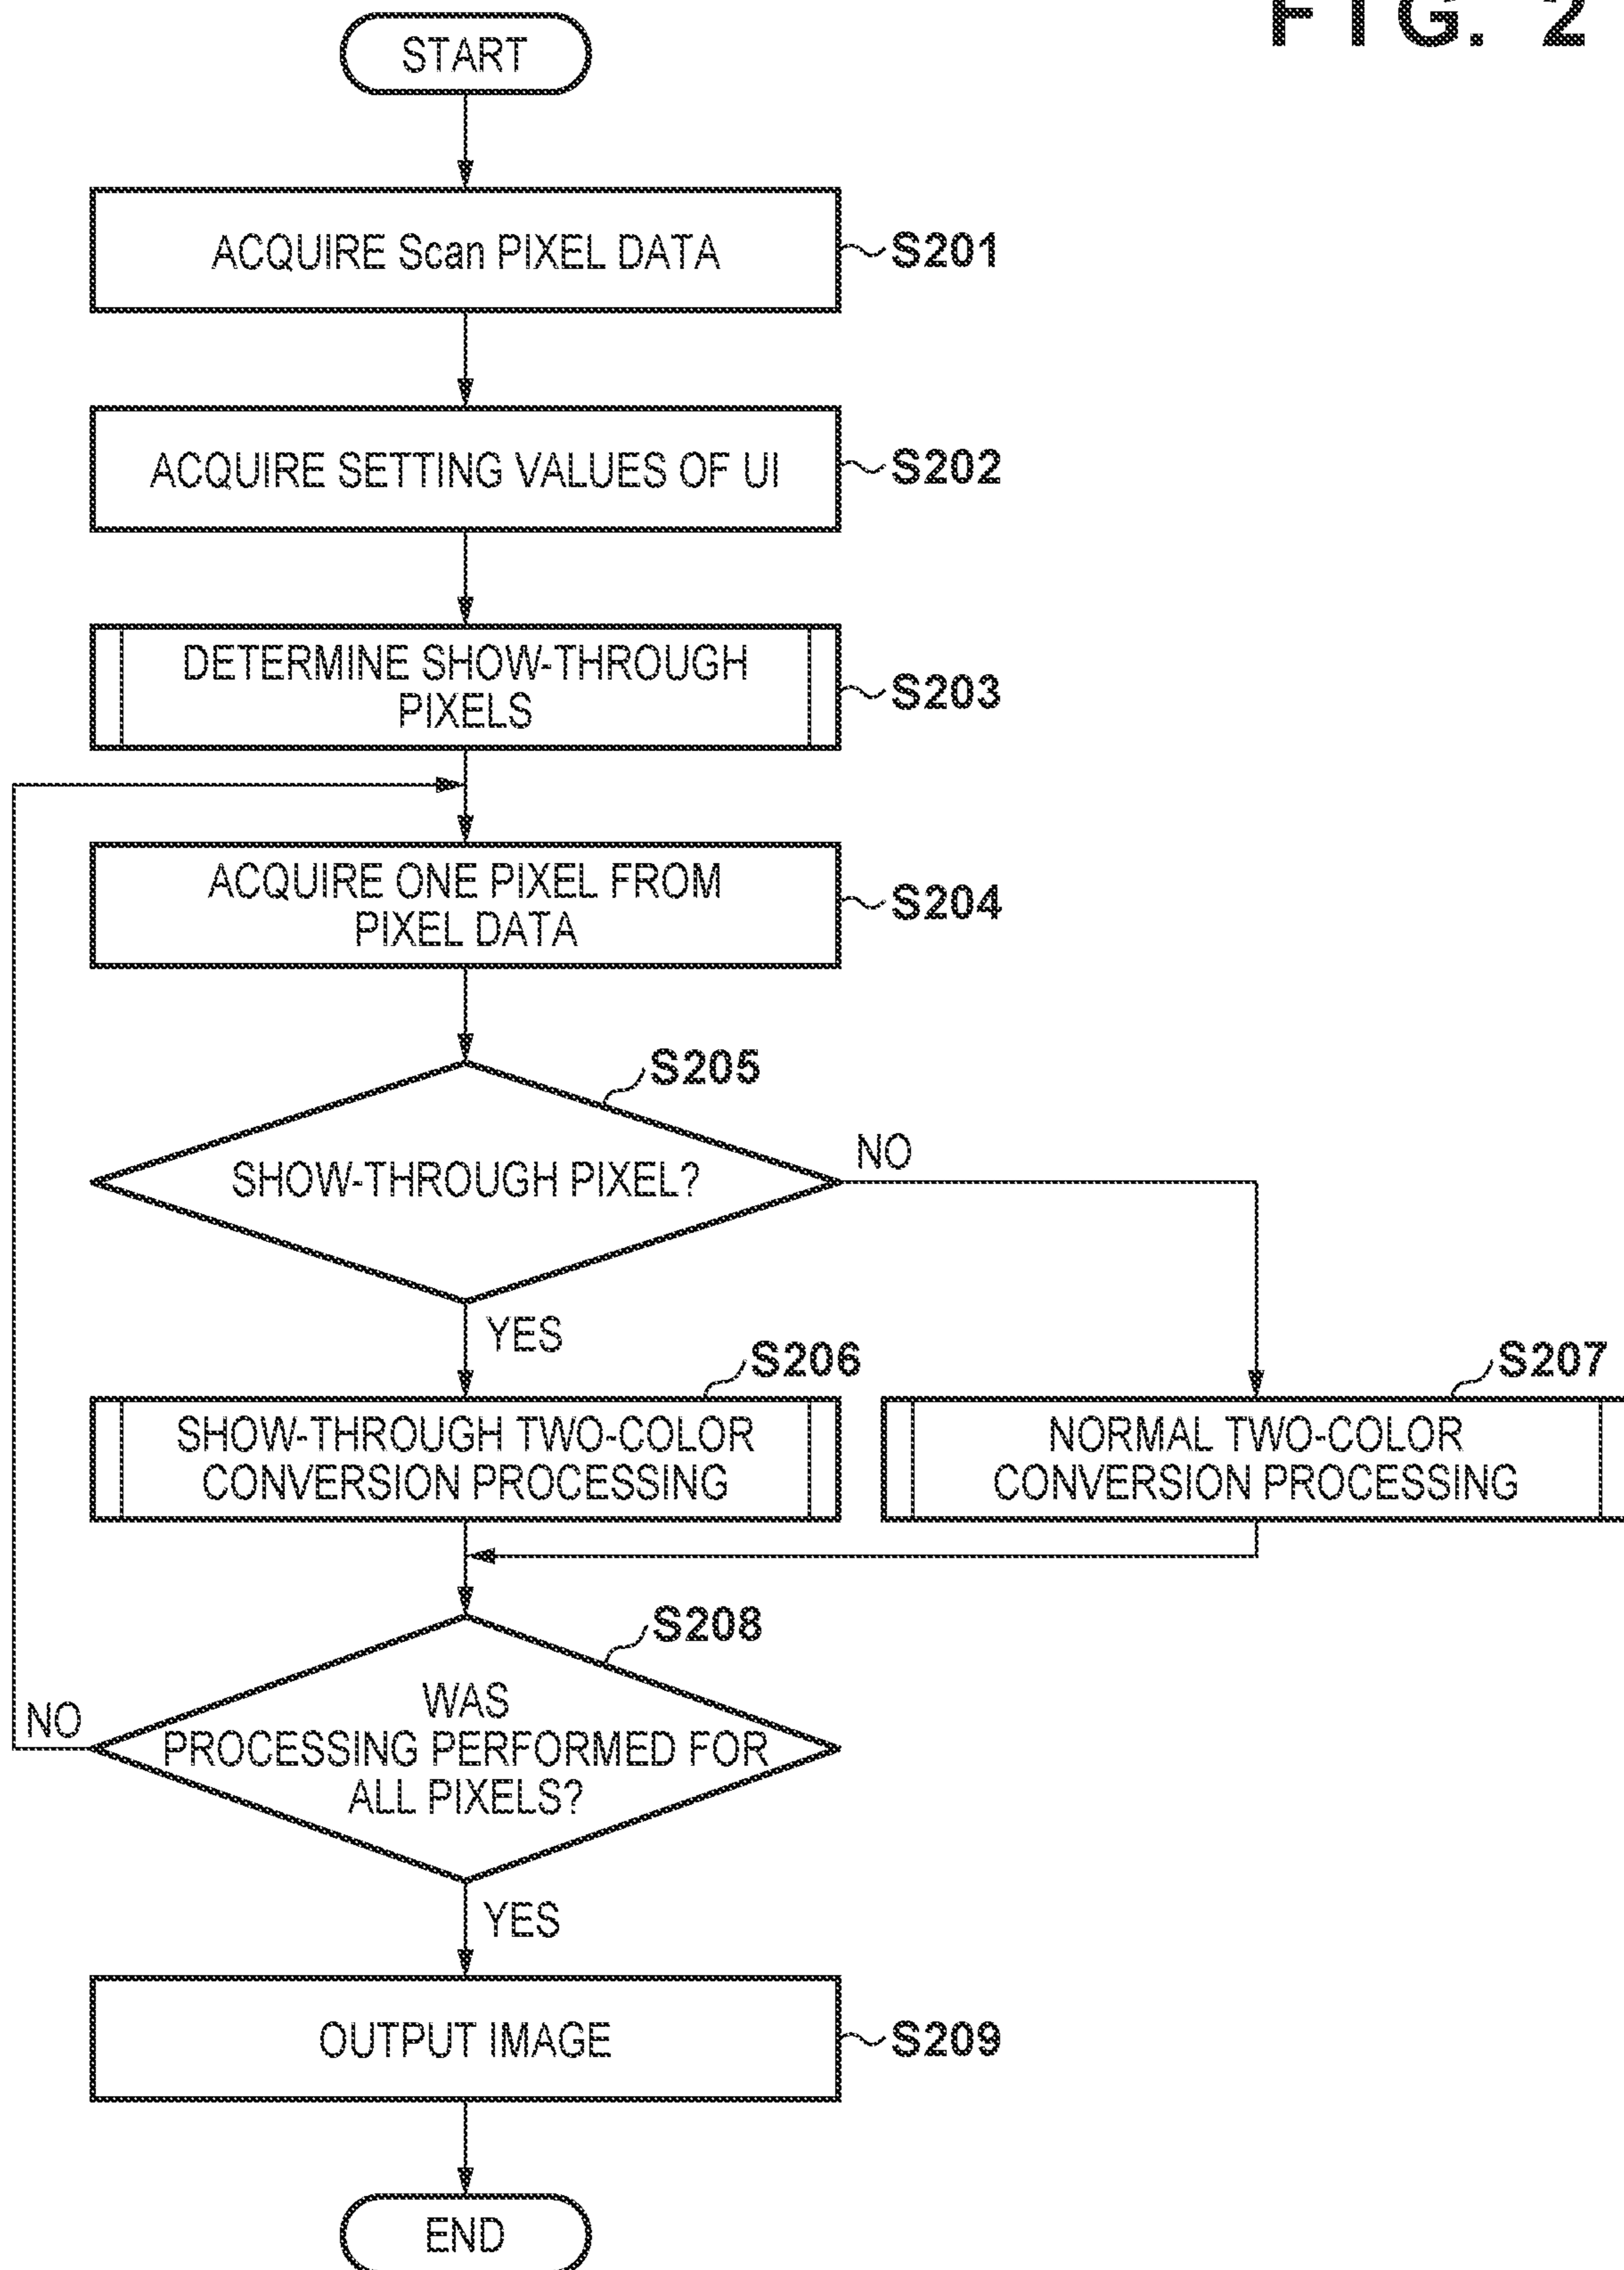 FIG. 2
START
ACQUIRE Scan PIXEL DATA
S201
ACQUIRE SETTING VALUES OF UI
S202
DETERMINE SHOW-THROUGH
PIXELS
S203
ACQUIRE ONE PIXEL FROM
PIXEL DATA
S204
S205
SHOW-THROUGH PIXEL?
NO
YES
S206
SHOW-THROUGH TWO-COLOR
CONVERSION PROCESSING
S207
NORMAL TWO-COLOR
CONVERSION PROCESSING
S208
WAS
PROCESSING PERFORMED FOR
ALL PIXELS?
NO
YES
OUTPUT IMAGE
S209
END